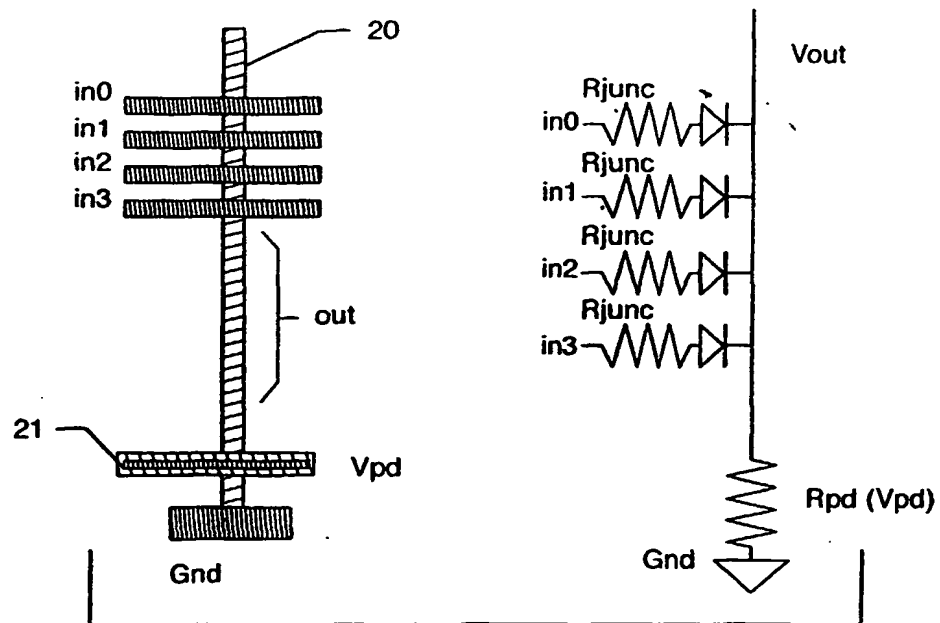 20
in0
in1
in2
in3
out
21
Vpd
Gnd
Vout
Rjunc
in0
Rjunc
in1
Rjunc
in2
Rjunc
in3
Rpd (Vpd)
Gnd